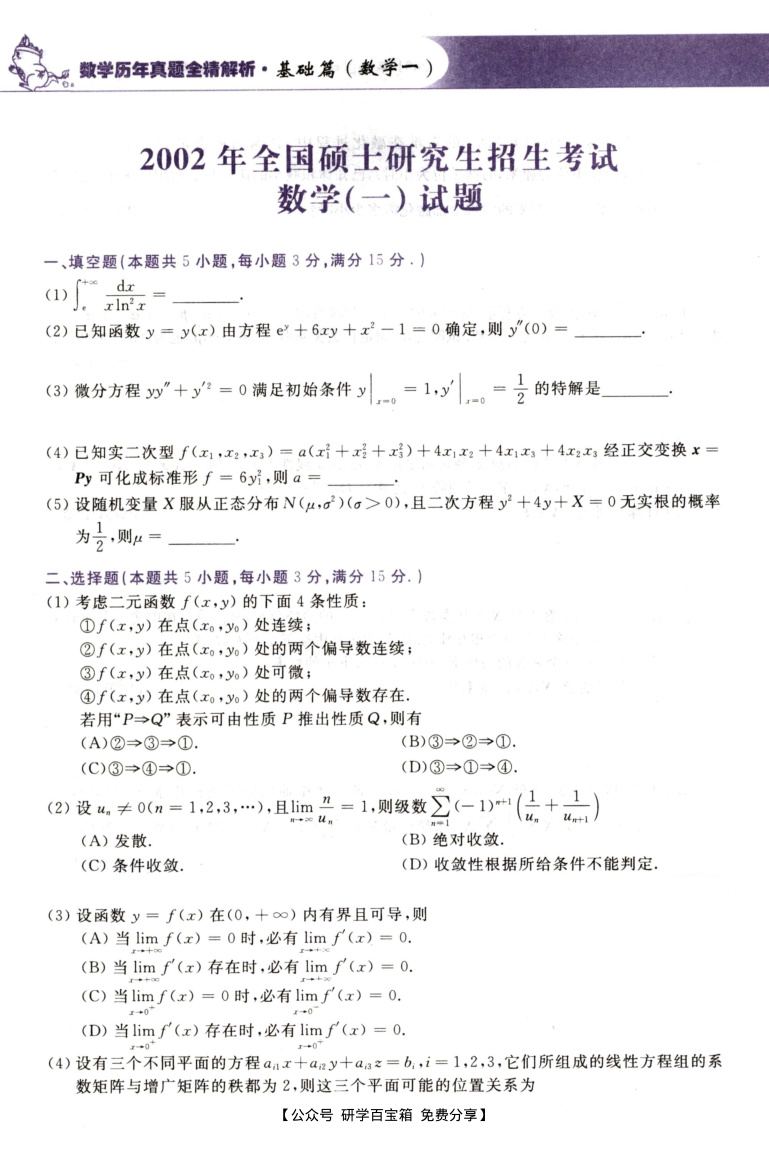 数学历年真题全精解析·基础篇(数学一)
2002年全国硕士研究生招生考试
数学(一)试题
一、填空题(本题共5小题,每小题3分,满分15分.)
(1) ∫_e^{+∞} dx/(x ln²x) = ________.
(2) 已知函数 y = y(x) 由方程 e^y + 6xy + x² − 1 = 0 确定,则 y″(0) = ________.
(3) 微分方程 yy″ + y′² = 0 满足初始条件 y|_{x=0} = 1, y′|_{x=0} = 1/2 的特解是________.
(4) 已知实二次型 f(x₁,x₂,x₃) = a(x₁² + x₂² + x₃²) + 4x₁x₂ + 4x₁x₃ + 4x₂x₃ 经正交变换 x =
Py 可化成标准形 f = 6y₁²,则 a = ________.
(5) 设随机变量 X 服从正态分布 N(μ,σ²)(σ > 0),且二次方程 y² + 4y + X = 0 无实根的概率
为 1/2,则 μ = ________.
二、选择题(本题共5小题,每小题3分,满分15分.)
(1) 考虑二元函数 f(x,y) 的下面4条性质:
①f(x,y) 在点(x₀,y₀) 处连续;
②f(x,y) 在点(x₀,y₀) 处的两个偏导数连续;
③f(x,y) 在点(x₀,y₀) 处可微;
④f(x,y) 在点(x₀,y₀) 处的两个偏导数存在.
若用“P⇒Q”表示可由性质 P 推出性质 Q,则有
(A)②⇒③⇒①. (B)③⇒②⇒①.
(C)③⇒④⇒①. (D)③⇒①⇒④.
(2) 设 u_n ≠ 0(n = 1,2,3,⋯),且 lim_{n→∞} n/u_n = 1,则级数 ∑_{n=1}^{∞} (−1)^{n+1} (1/u_n + 1/u_{n+1})
(A) 发散. (B) 绝对收敛.
(C) 条件收敛. (D) 收敛性根据所给条件不能判定.
(3) 设函数 y = f(x) 在(0, +∞) 内有界且可导,则
(A) 当 lim_{x→+∞} f(x) = 0 时,必有 lim_{x→+∞} f′(x) = 0.
(B) 当 lim_{x→+∞} f′(x) 存在时,必有 lim_{x→+∞} f′(x) = 0.
(C) 当 lim_{x→0⁺} f(x) = 0 时,必有 lim_{x→0⁺} f′(x) = 0.
(D) 当 lim_{x→0⁺} f′(x) 存在时,必有 lim_{x→0⁺} f′(x) = 0.
(4) 设有三个不同平面的方程 a_{i1}x + a_{i2}y + a_{i3}z = b_i, i = 1,2,3,它们所组成的线性方程组的系
数矩阵与增广矩阵的秩都为2,则这三个平面可能的位置关系为
【公众号 研学百宝箱 免费分享】